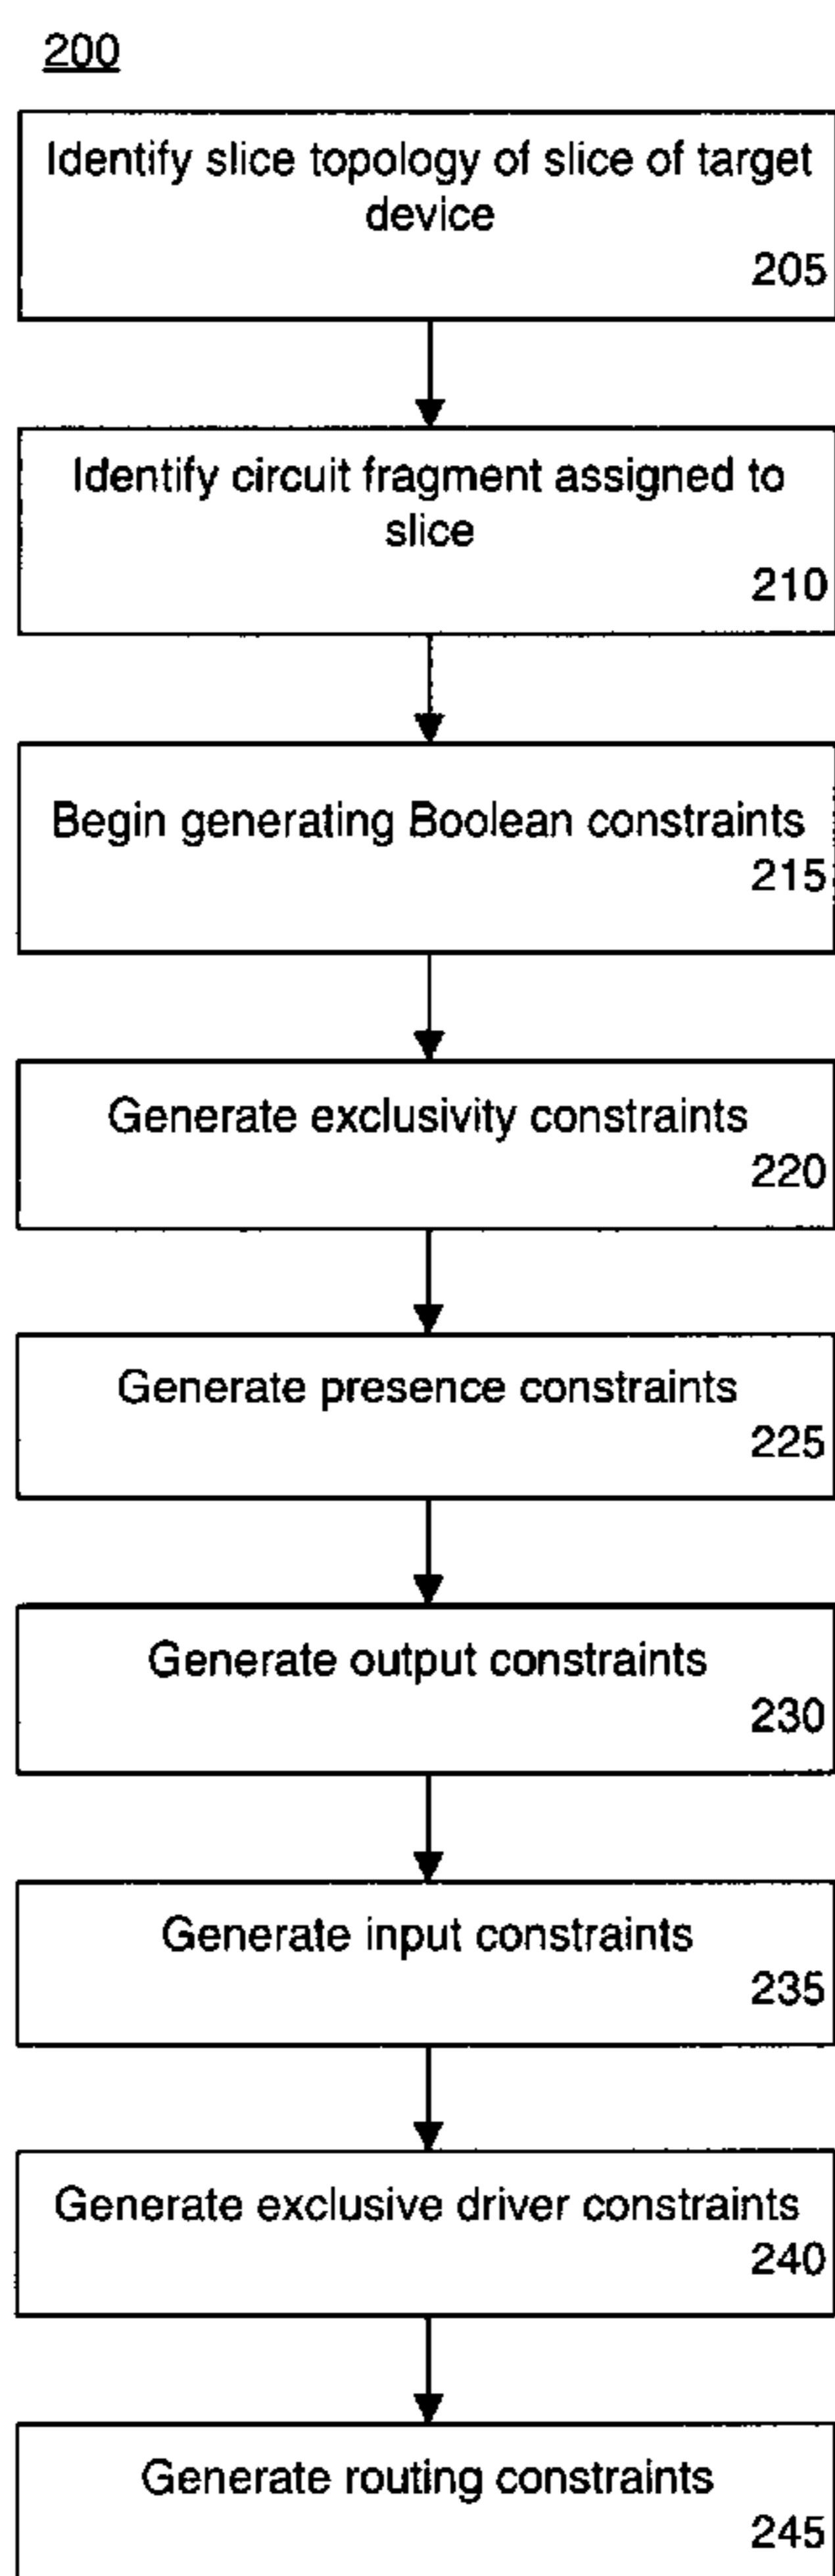 200
Identify slice topology of slice of target
device
205
Identify circuit fragment assigned to
slice
210
Begin generating Boolean constraints
215
Generate exclusivity constraints
220
Generate presence constraints
225
Generate output constraints
230
Generate input constraints
235
Generate exclusive driver constraints
240
Generate routing constraints
245